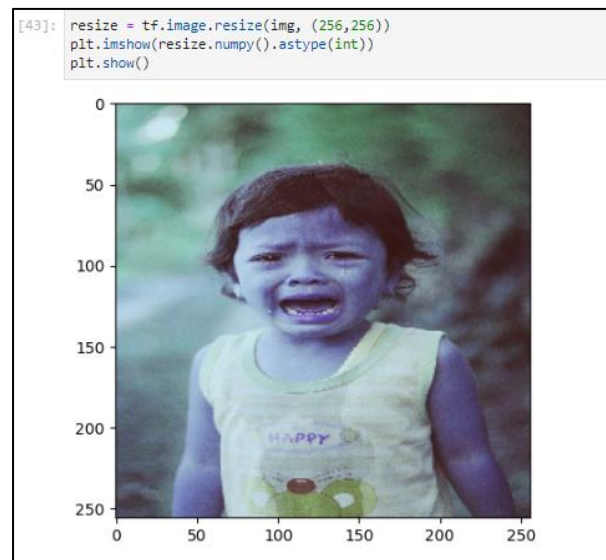 [43]: resize = tf.image.resize(img, (256,256))
plt.imshow(resize.numpy().astype(int))
plt.show()
0
50
100
HAPPY
150
200
250
0 50 100 150 200 250